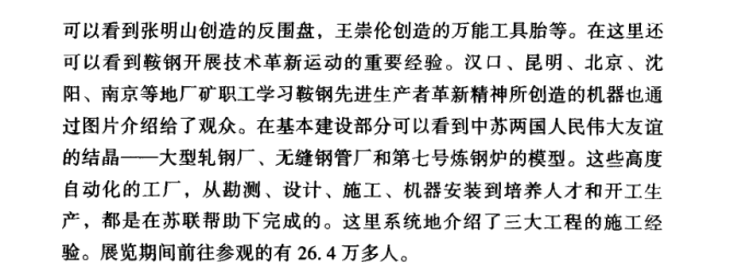 可以看到张明山创造的反围盘，王崇伦创造的万能工具胎等。在这里还
可以看到鞍钢开展技术革新运动的重要经验。汉口、昆明、北京、沈
阳、南京等地厂矿职工学习鞍钢先进生产者革新精神所创造的机器也通
过图片介绍给了观众。在基本建设部分可以看到中苏两国人民伟大友谊
的结晶——大型轧钢厂、无缝钢管厂和第七号炼钢炉的模型。这些高度
自动化的工厂，从勘测、设计、施工、机器安装到培养人才和开工生
产，都是在苏联帮助下完成的。这里系统地介绍了三大工程的施工经
验。展览期间前往参观的有 26.4 万多人。